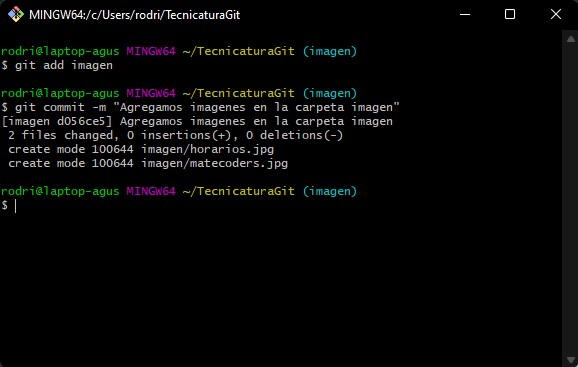 MINGW64:/c/Users/rodri/TecnicaturaGit
rodri@laptop-agus MINGW64 ~/TecnicaturaGit (imagen)
$ git add imagen
rodri@laptop-agus MINGW64 ~/TecnicaturaGit (imagen)
$ git commit -m "Agregamos imagenes en la carpeta imagen"
[imagen d056ce5] Agregamos imagenes en la carpeta imagen
2 files changed, 0 insertions(+), 0 deletions(-)
create mode 100644 imagen/horarios.jpg
create mode 100644 imagen/matecoders.jpg
rodri@laptop-agus MINGW64 ~/TecnicaturaGit (imagen)
$